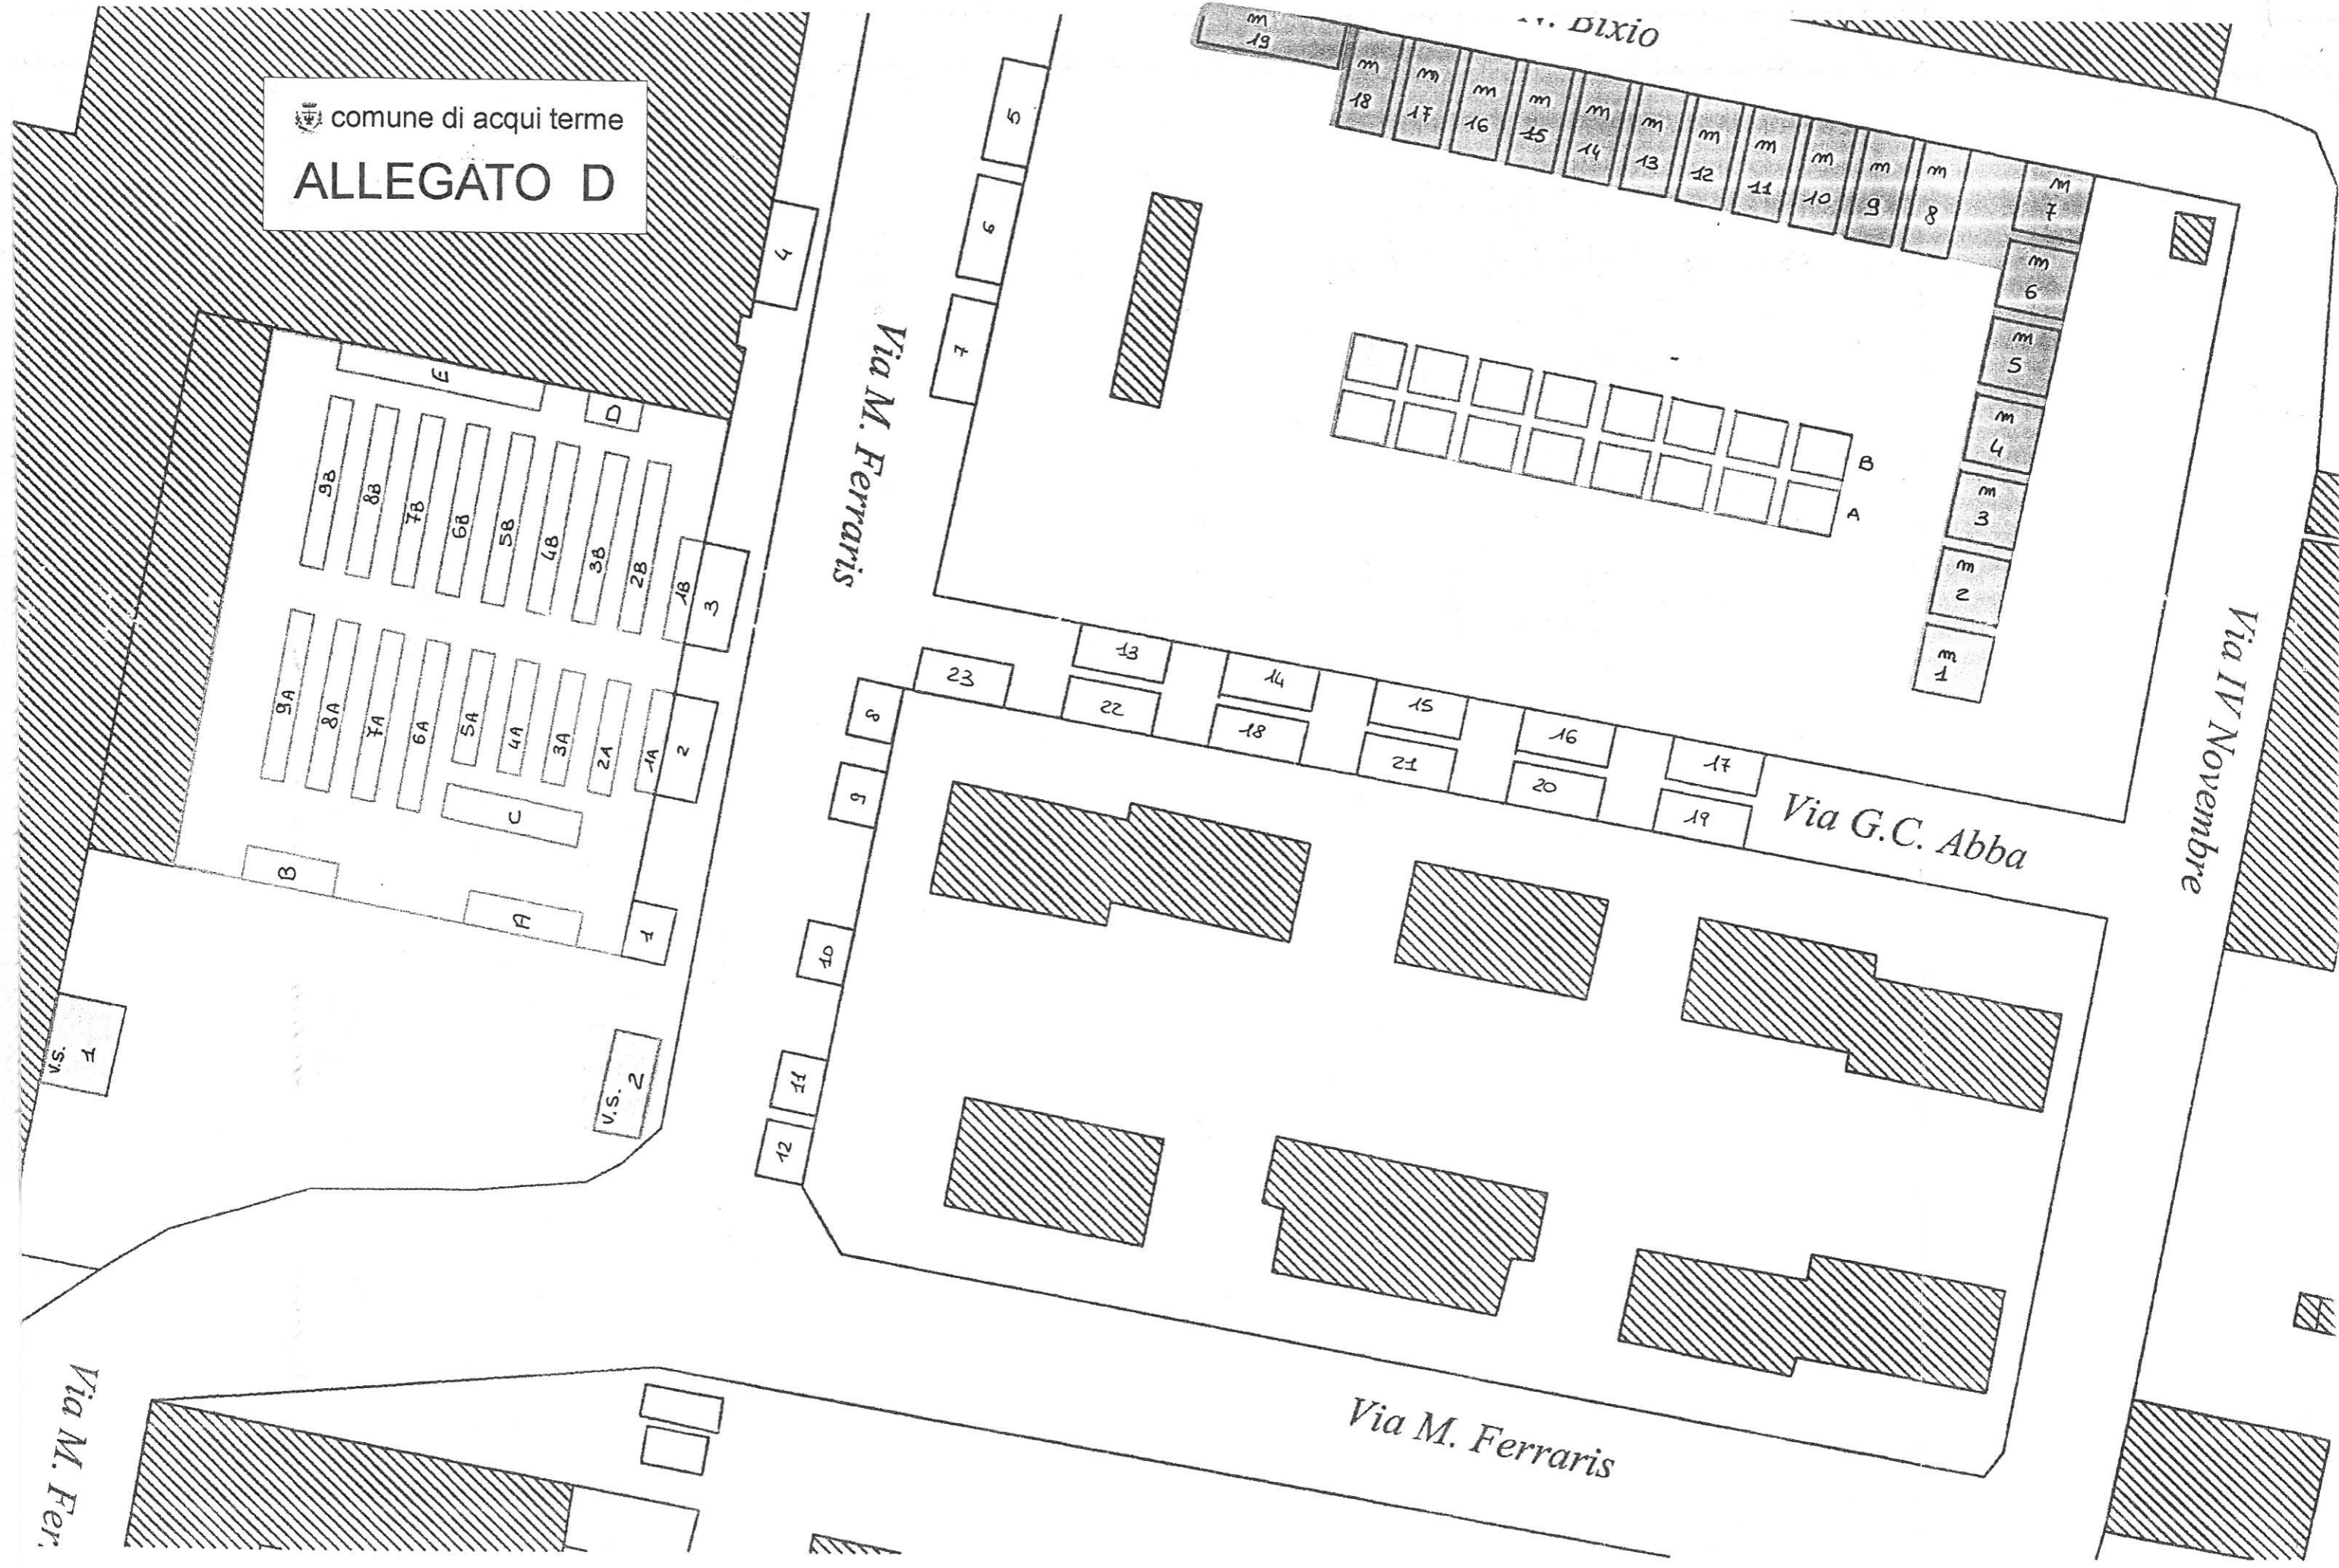 comune di acqui terme
ALLEGATO D
N. Bixio
m 19
m 18
m 17
m 16
m 15
m 14
m 13
m 12
m 11
m 10
m 9
m 8
m 7
m 6
m 5
m 4
m 3
m 2
m 1
5
6
7
4
Via M. Ferraris
B
A
E
D
9B
8B
7B
6B
5B
4B
3B
2B
1B
3
9A
8A
7A
6A
5A
4A
3A
2A
1A
2
C
B
A
1
v.s. 1
v.s. 2
23
13
14
15
16
17
22
18
21
20
19
8
9
10
11
12
Via G.C. Abba
Via IV Novembre
Via M. Ferraris
Via M. Fer.